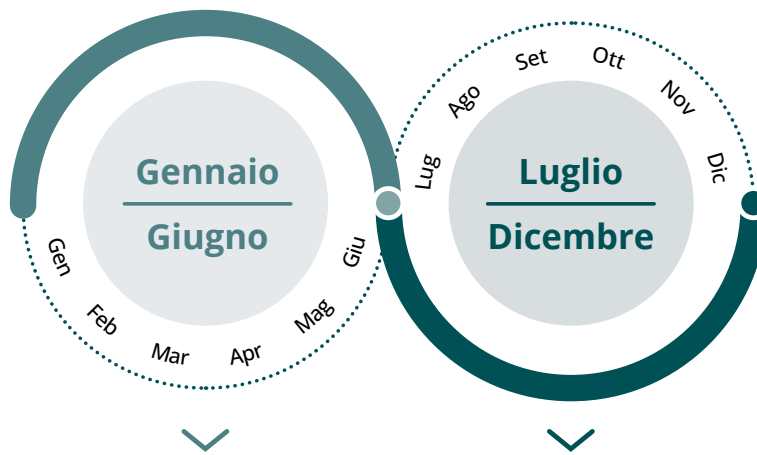 Gennaio
Giugno
Gen
Feb
Mar
Apr
Mag
Giu
Luglio
Dicembre
Lug
Ago
Set
Ott
Nov
Dic